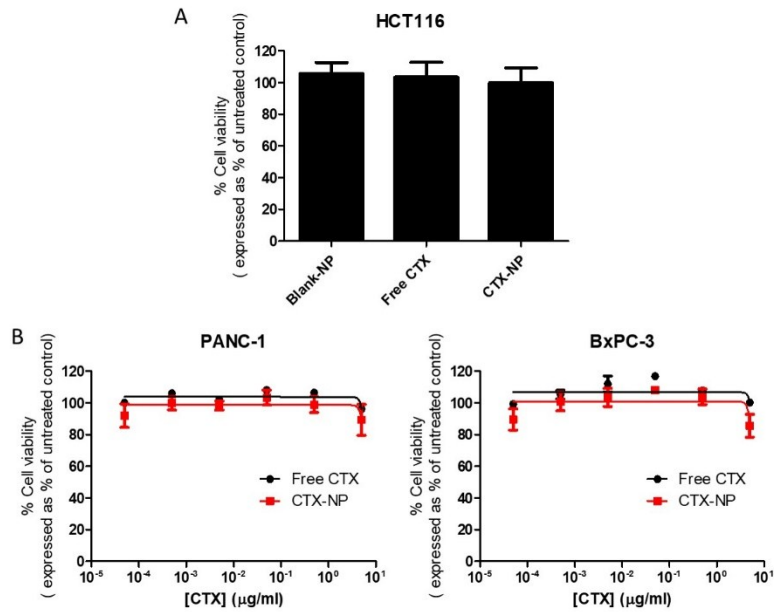 A
HCT116
% Cell viability
( expressed as % of untreated control)
120
100
80
60
40
20
0
Blank-NP
Free CTX
CTX-NP
B
PANC-1
% Cell viability
( expressed as % of untreated control)
120
100
80
60
40
20
0
Free CTX
CTX-NP
10⁻⁵ 10⁻⁴ 10⁻³ 10⁻² 10⁻¹ 10⁰ 10¹
[CTX] (µg/ml)
BxPC-3
% Cell viability
( expressed as % of untreated control)
120
100
80
60
40
20
0
Free CTX
CTX-NP
10⁻⁵ 10⁻⁴ 10⁻³ 10⁻² 10⁻¹ 10⁰ 10¹
[CTX] (µg/ml)